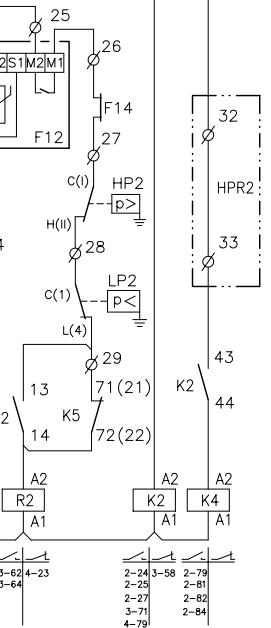 25
26
S1 M2 M1
F14
F12
27
32
C(I)
HP2
p>
HPR2
H(II)
28
33
LP2
C(1)
p<
L(4)
29
43
13
71(21)
K2
K5
44
14
72(22)
A2
A2
A2
R2
K2
K4
A1
A1
A1
3-62
4-23
2-24
3-58
2-79
3-64
2-25
2-81
2-27
2-82
3-71
2-84
4-79